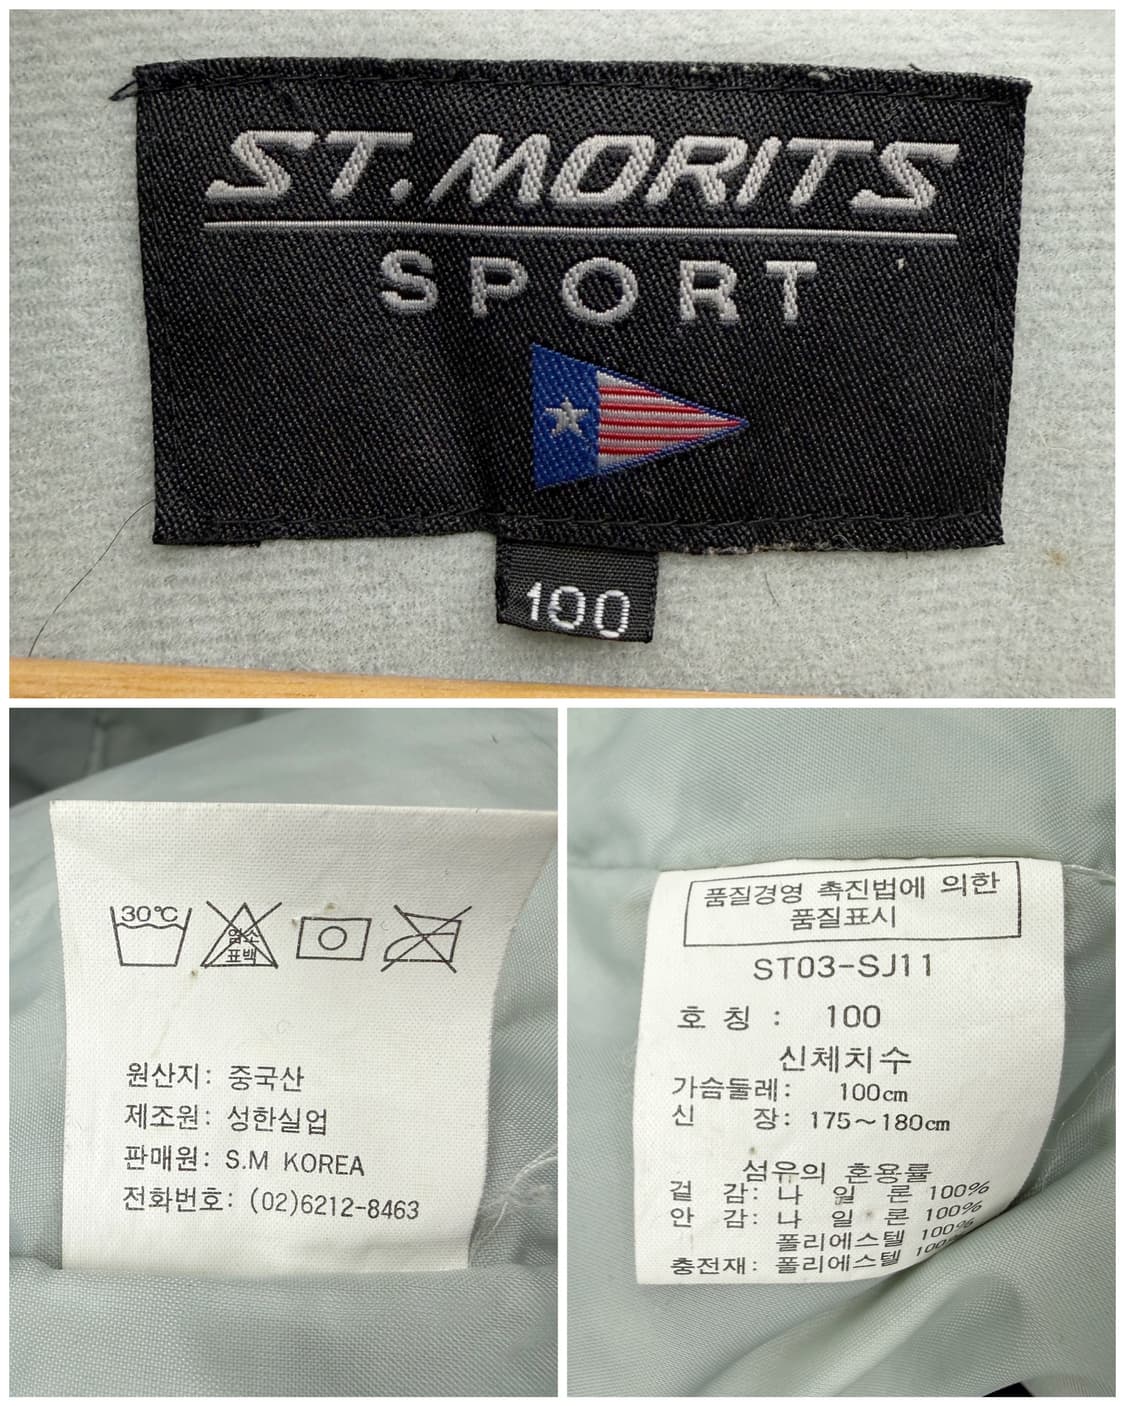 ST.MORITS
SPORT
100
30℃
염소
표백
원산지: 중국산
제조원: 성한실업
판매원: S.M KOREA
전화번호: (02)6212-8463
품질경영 촉진법에 의한
품질표시
ST03-SJ11
호 칭 : 100
신체치수
가슴둘레: 100cm
신 장: 175~180cm
섬유의 혼용률
겉 감: 나 일 론 100%
안 감: 나 일 론 100%
폴리에스텔 100%
충전재: 폴리에스텔 100%